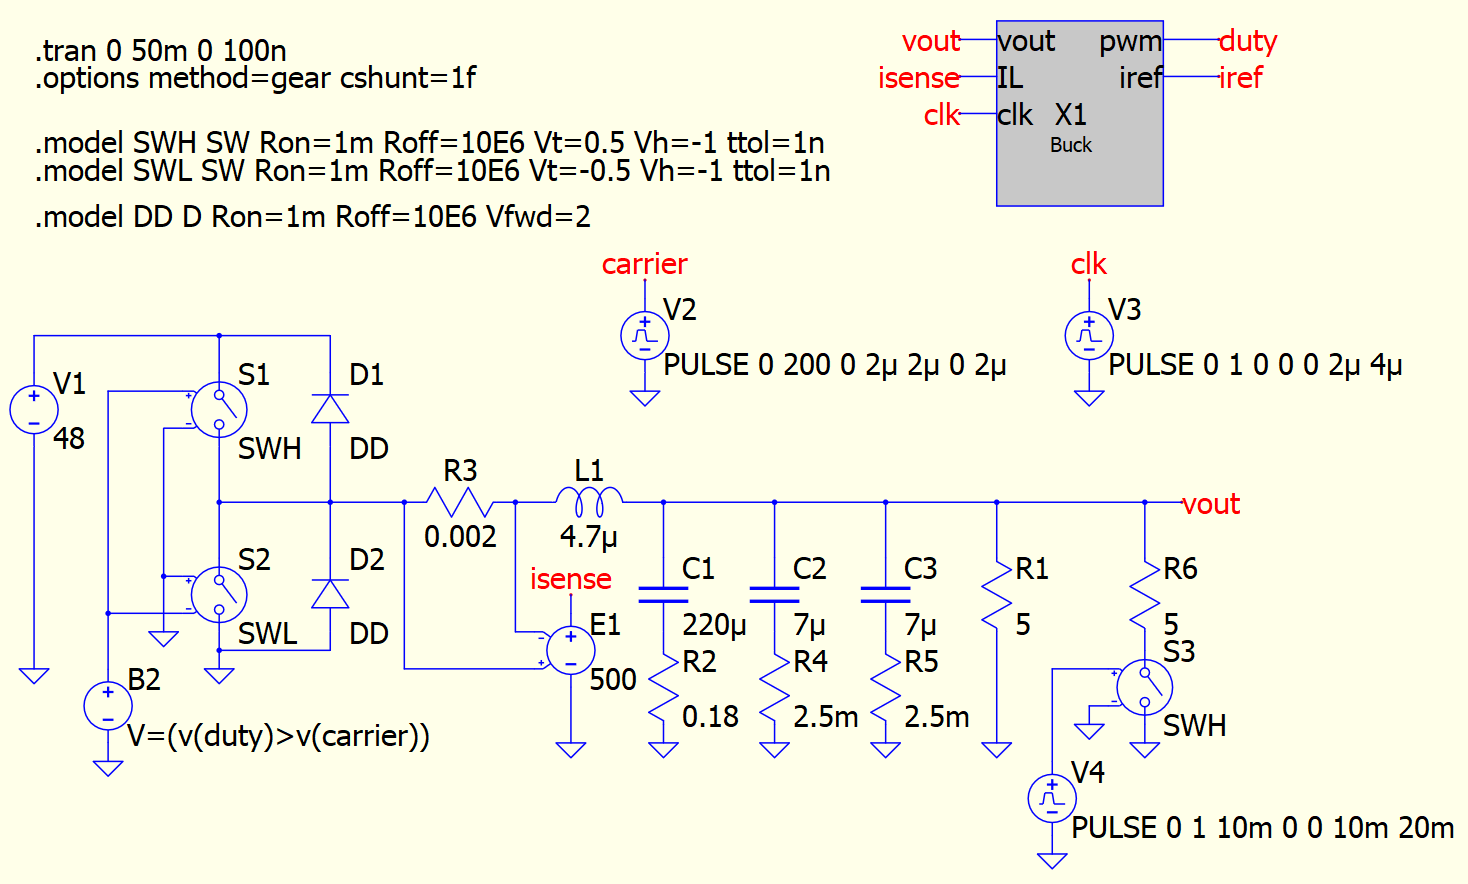 .tran 0 50m 0 100n
.options method=gear cshunt=1f
.model SWH SW Ron=1m Roff=10E6 Vt=0.5 Vh=-1 ttol=1n
.model SWL SW Ron=1m Roff=10E6 Vt=-0.5 Vh=-1 ttol=1n
.model DD D Ron=1m Roff=10E6 Vfwd=2
vout vout pwm duty
isense IL iref iref
clk clk X1
Buck
carrier
V2
PULSE 0 200 0 2µ 2µ 0 2µ
clk
V3
PULSE 0 1 0 0 0 2µ 4µ
V1
48
S1
SWH
D1
DD
S2
SWL
D2
DD
B2
V=(v(duty)>v(carrier))
R3
0.002
L1
4.7µ
isense
E1
500
C1
220µ
R2
0.18
C2
7µ
R4
2.5m
C3
7µ
R5
2.5m
R1
5
vout
R6
5
S3
SWH
V4
PULSE 0 1 10m 0 0 10m 20m